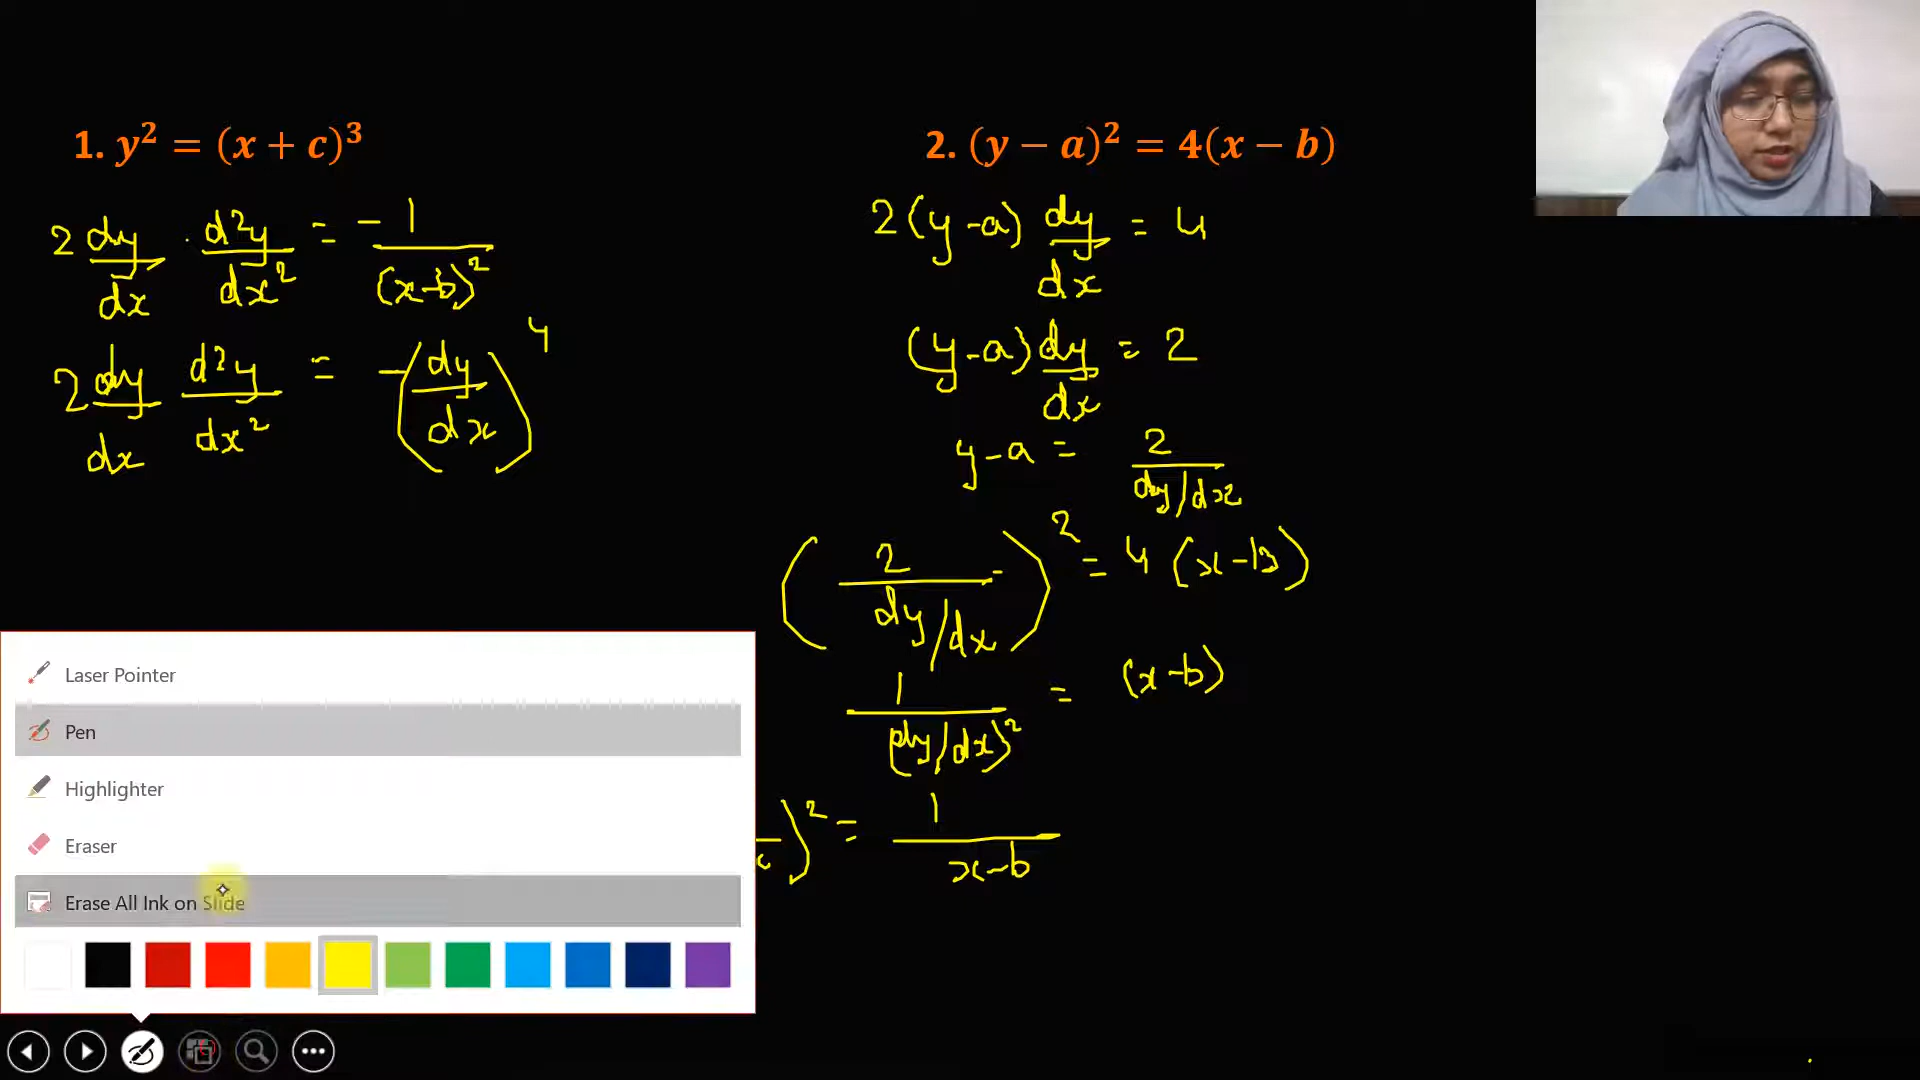 1. y² = (x + c)³
2 dy/dx · d²y/dx² = - 1/(x-b)²
2 dy/dx d²y/dx² = -(dy/dx)⁴
2. (y − a)² = 4(x − b)
2(y-a) dy/dx = 4
(y-a) dy/dx = 2
y-a = 2/(dy/dx)
(2/(dy/dx))² = 4(x-b)
1/(dy/dx)² = (x-b)
)² = 1/(x-b)
Laser Pointer
Pen
Highlighter
Eraser
Erase All Ink on Slide